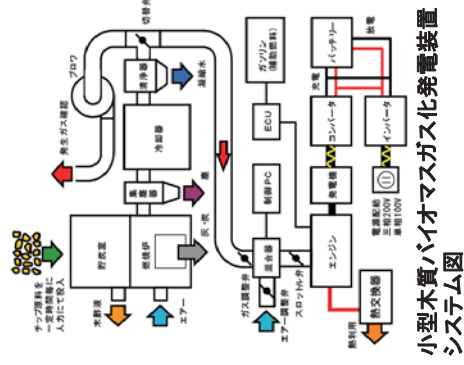 チップ原料を
一定時間毎に
人力にて投入
木酢液
エアー
貯炭室
燃焼炉
灰・炭
集塵器
塵
冷却器
清浄器
凝縮水
発生ガス確認
ブロワ
切替弁
ガス調整弁
混合器
エアー調整弁
スロットル弁
制御PC
ECU
ガソリン
(補助燃料)
エンジン
熱交換器
熱利用
発電機
コンバータ
バッテリー
充電
放電
インバータ
電源配給
三相200V
単相100V
小型木質バイオマスガス化発電装置
システム図